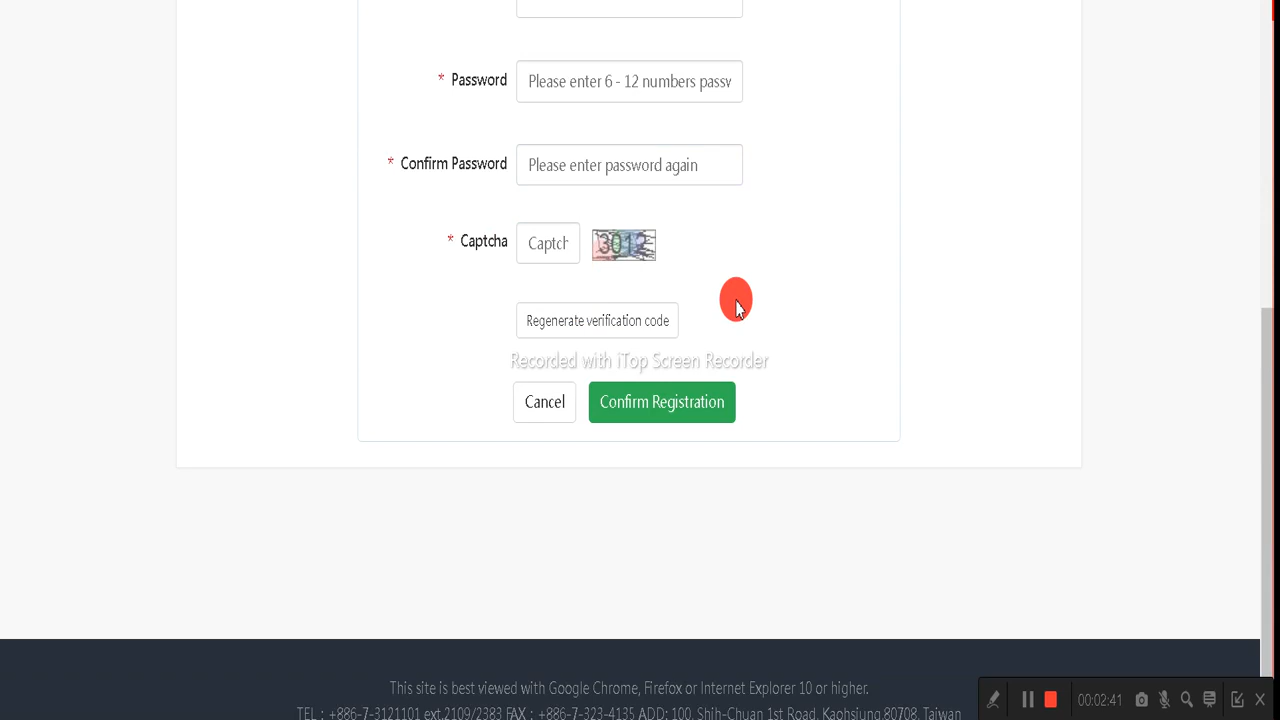 * Password
Please enter 6 - 12 numbers passv
* Confirm Password
Please enter password again
* Captcha
Captch
3012
Regenerate verification code
Recorded with iTop Screen Recorder
Cancel
Confirm Registration
This site is best viewed with Google Chrome, Firefox or Internet Explorer 10 or higher.
TEL : +886-7-3121101 ext.2109/2383 FAX : +886-7-323-4135 ADD: 100, Shih-Chuan 1st Road, Kaohsiung 80708, Taiwan
00:02:41